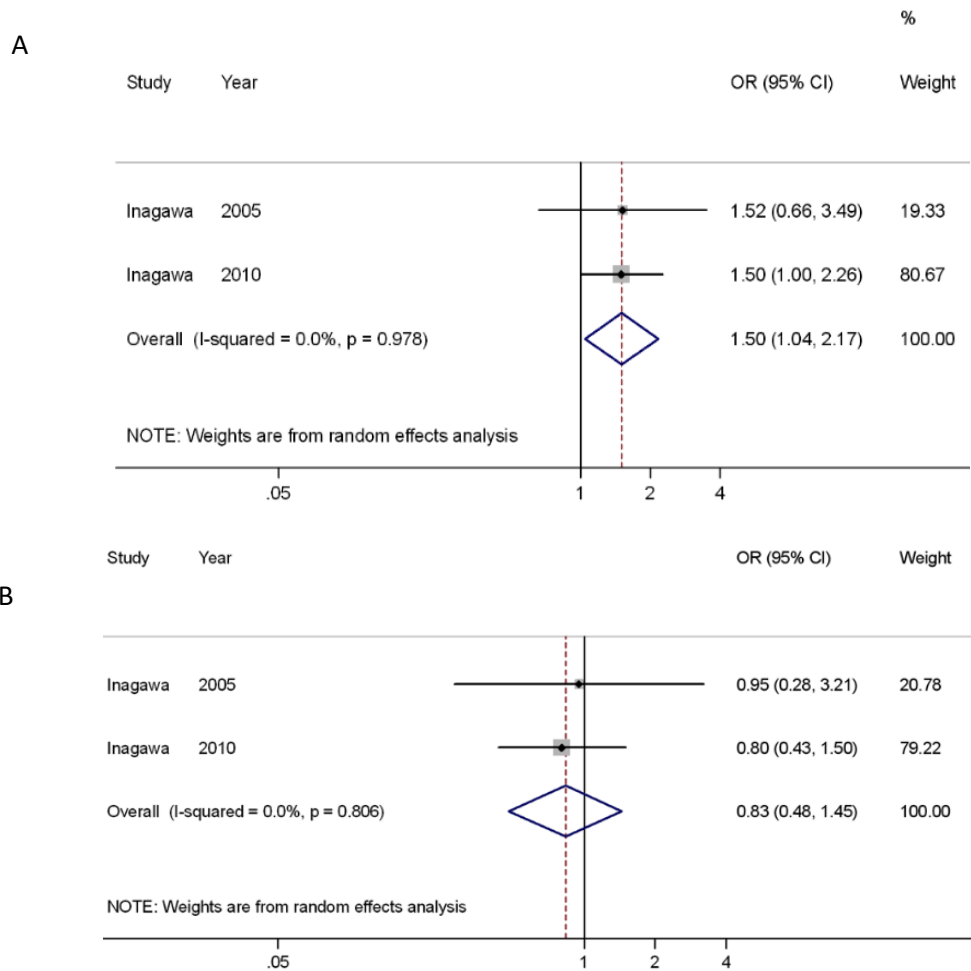 %
A
Study Year OR (95% CI) Weight
Inagawa 2005 1.52 (0.66, 3.49) 19.33
Inagawa 2010 1.50 (1.00, 2.26) 80.67
Overall (I-squared = 0.0%, p = 0.978) 1.50 (1.04, 2.17) 100.00
NOTE: Weights are from random effects analysis
.05 1 2 4
Study Year OR (95% CI) Weight
B
Inagawa 2005 0.95 (0.28, 3.21) 20.78
Inagawa 2010 0.80 (0.43, 1.50) 79.22
Overall (I-squared = 0.0%, p = 0.806) 0.83 (0.48, 1.45) 100.00
NOTE: Weights are from random effects analysis
.05 1 2 4